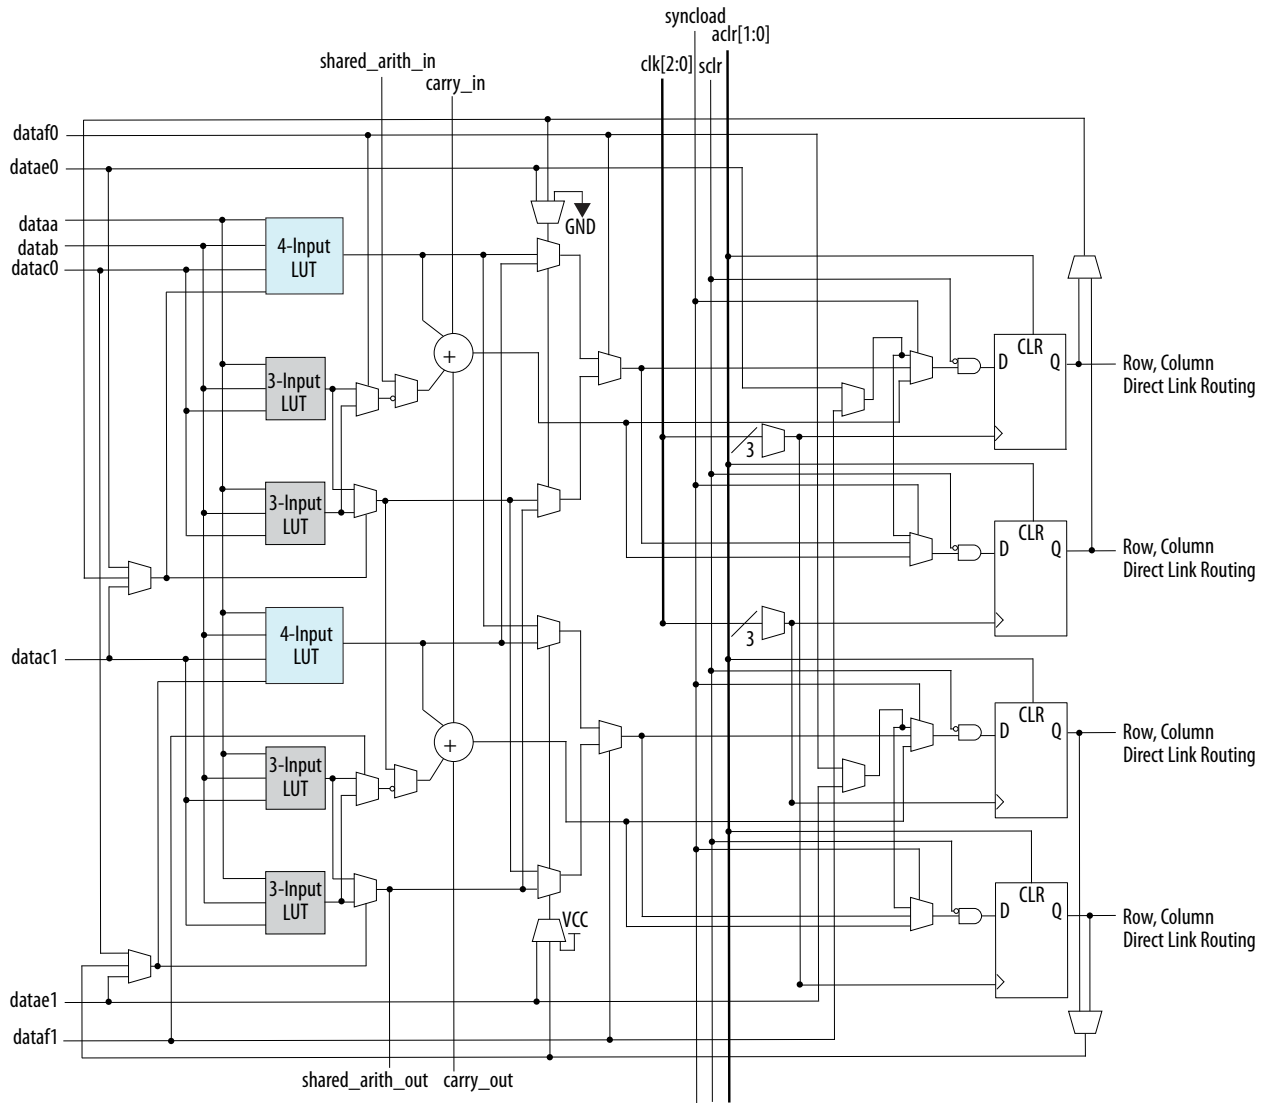 syncload
aclr[1:0]
shared_arith_in
clk[2:0]
sclr
carry_in
dataf0
datae0
dataa
datab
datac0
GND
4-Input
LUT
+
CLR
D
Q
Row, Column
Direct Link Routing
3-Input
LUT
3
3-Input
LUT
CLR
D
Q
Row, Column
Direct Link Routing
4-Input
LUT
3
datac1
CLR
D
Q
Row, Column
Direct Link Routing
+
3-Input
LUT
3-Input
LUT
CLR
D
Q
Row, Column
Direct Link Routing
VCC
datae1
dataf1
shared_arith_out
carry_out